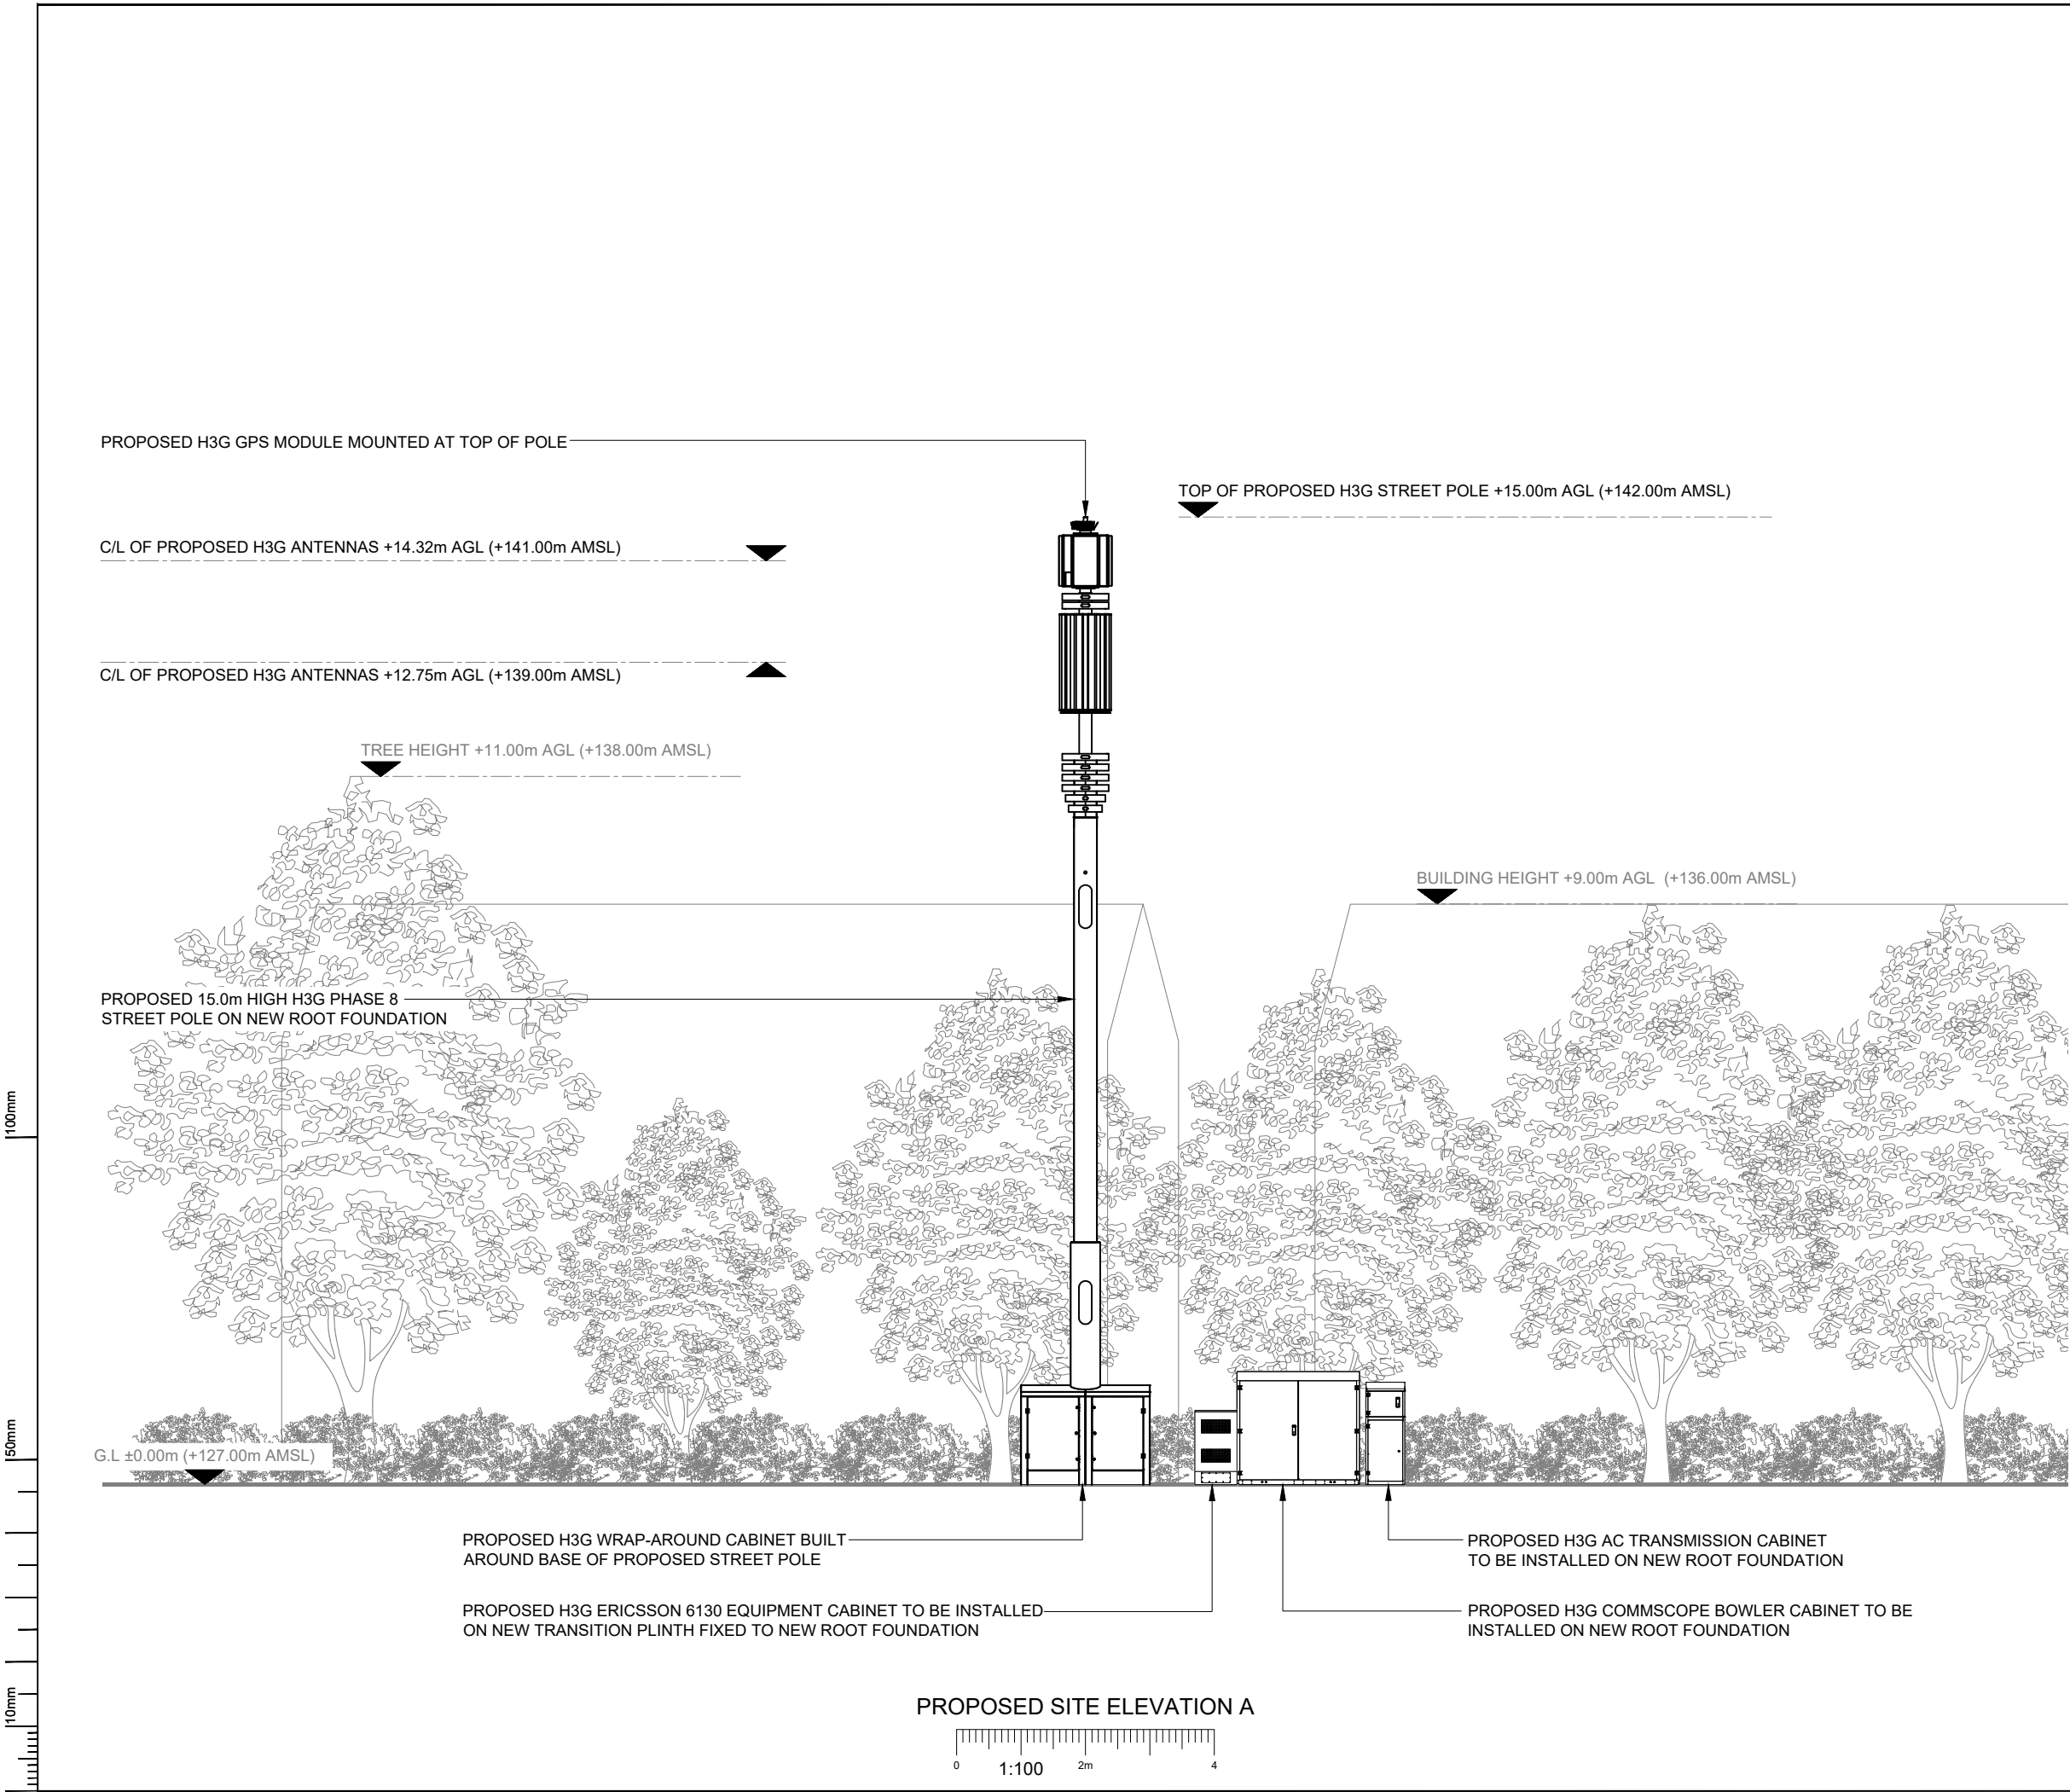 PROPOSED H3G GPS MODULE MOUNTED AT TOP OF POLE
TOP OF PROPOSED H3G STREET POLE +15.00m AGL (+142.00m AMSL)
C/L OF PROPOSED H3G ANTENNAS +14.32m AGL (+141.00m AMSL)
C/L OF PROPOSED H3G ANTENNAS +12.75m AGL (+139.00m AMSL)
TREE HEIGHT +11.00m AGL (+138.00m AMSL)
BUILDING HEIGHT +9.00m AGL (+136.00m AMSL)
PROPOSED 15.0m HIGH H3G PHASE 8
STREET POLE ON NEW ROOT FOUNDATION
100mm
50mm
G.L ±0.00m (+127.00m AMSL)
PROPOSED H3G WRAP-AROUND CABINET BUILT
AROUND BASE OF PROPOSED STREET POLE
PROPOSED H3G AC TRANSMISSION CABINET
TO BE INSTALLED ON NEW ROOT FOUNDATION
PROPOSED H3G ERICSSON 6130 EQUIPMENT CABINET TO BE INSTALLED
ON NEW TRANSITION PLINTH FIXED TO NEW ROOT FOUNDATION
PROPOSED H3G COMMSCOPE BOWLER CABINET TO BE
INSTALLED ON NEW ROOT FOUNDATION
10mm
PROPOSED SITE ELEVATION A
0 1:100 2m 4